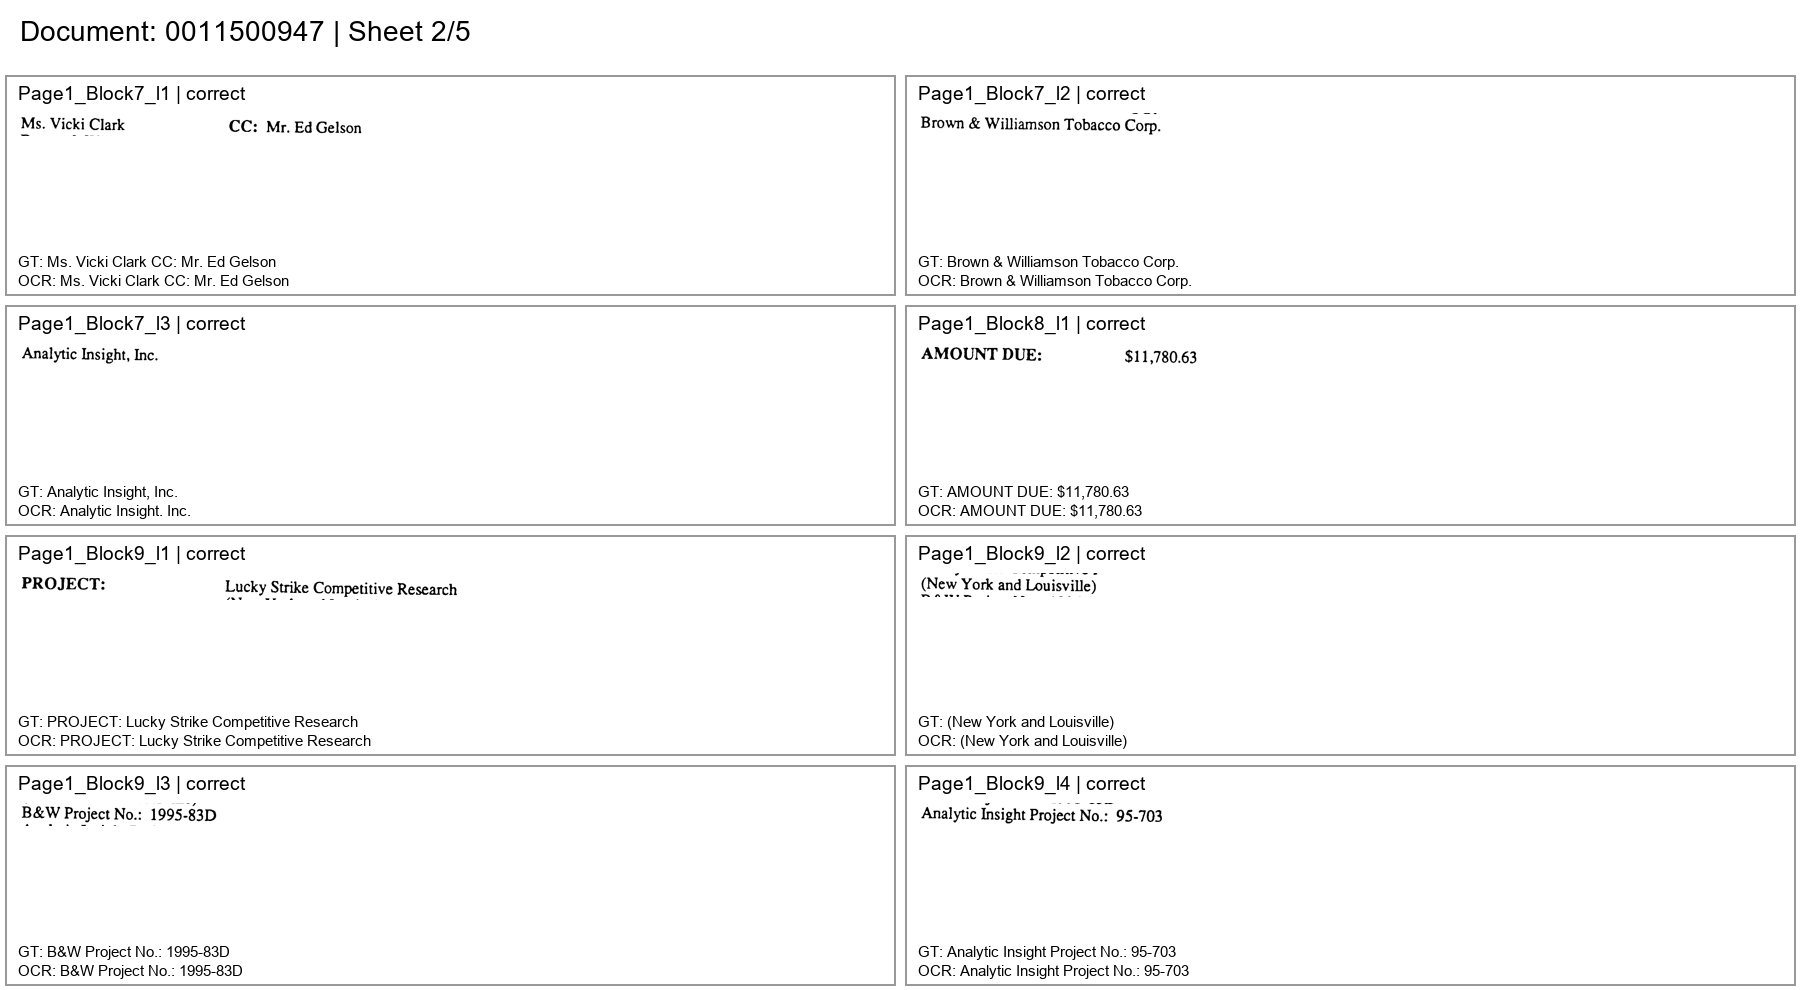 Document: 0011500947 | Sheet 2/5
Page1_Block7_l1 | correct
Ms. Vicki Clark CC: Mr. Ed Gelson
GT: Ms. Vicki Clark CC: Mr. Ed Gelson
OCR: Ms. Vicki Clark CC: Mr. Ed Gelson
Page1_Block7_l2 | correct
Brown & Williamson Tobacco Corp.
GT: Brown & Williamson Tobacco Corp.
OCR: Brown & Williamson Tobacco Corp.
Page1_Block7_l3 | correct
Analytic Insight, Inc.
GT: Analytic Insight, Inc.
OCR: Analytic Insight. Inc.
Page1_Block8_l1 | correct
AMOUNT DUE: $11,780.63
GT: AMOUNT DUE: $11,780.63
OCR: AMOUNT DUE: $11,780.63
Page1_Block9_l1 | correct
PROJECT: Lucky Strike Competitive Research
GT: PROJECT: Lucky Strike Competitive Research
OCR: PROJECT: Lucky Strike Competitive Research
Page1_Block9_l2 | correct
(New York and Louisville)
GT: (New York and Louisville)
OCR: (New York and Louisville)
Page1_Block9_l3 | correct
B&W Project No.: 1995-83D
GT: B&W Project No.: 1995-83D
OCR: B&W Project No.: 1995-83D
Page1_Block9_l4 | correct
Analytic Insight Project No.: 95-703
GT: Analytic Insight Project No.: 95-703
OCR: Analytic Insight Project No.: 95-703